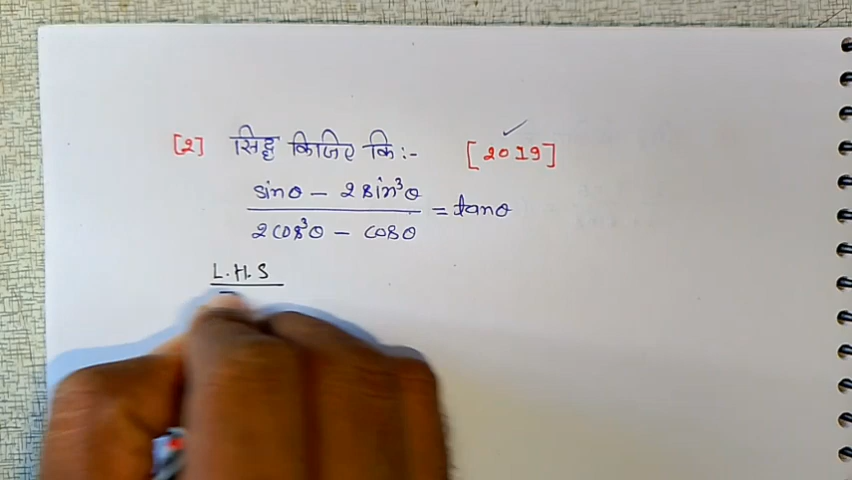 [2] सिद्ध किजिए कि:- [2019]
sinθ - 2sin³θ
= tanθ
2cos³θ - cosθ
L.H.S